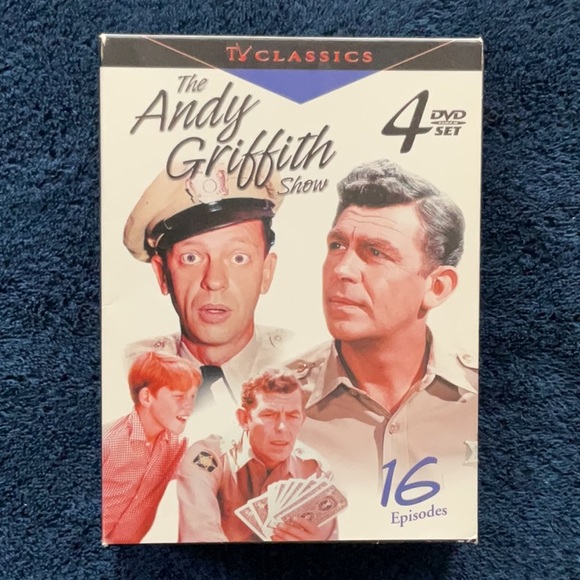 TV CLASSICS
The
Andy
Griffith
Show
4 DVD
SET
16
Episodes